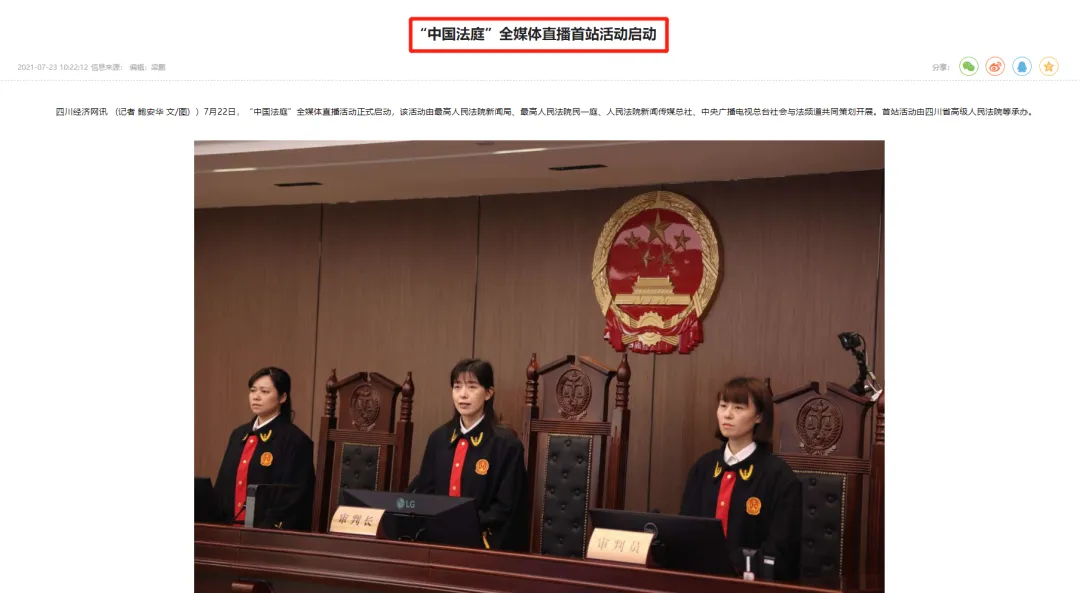 “中国法庭”全媒体直播首站活动启动
2021-07-23 10:22:12 信息来源： 编辑：梁鹏
分享：
四川经济网讯 （记者 鲍安华 文/图））7月22日，“中国法庭”全媒体直播活动正式启动，该活动由最高人民法院新闻局、最高人民法院民一庭、人民法院新闻传媒总社、中央广播电视总台社会与法频道共同策划开展。首站活动由四川省高级人民法院等承办。
LG
审判长
审判员